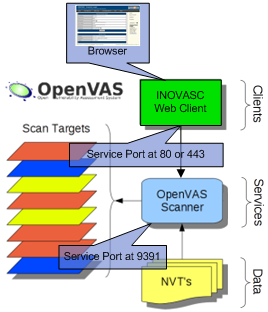 Browser
OpenVAS
Open Vulnerability Assessment System
INOVASC
Web Client
Clients
Scan Targets
Service Port at 80 or 443
OpenVAS
Scanner
Services
Service Port at 9391
NVT's
Data